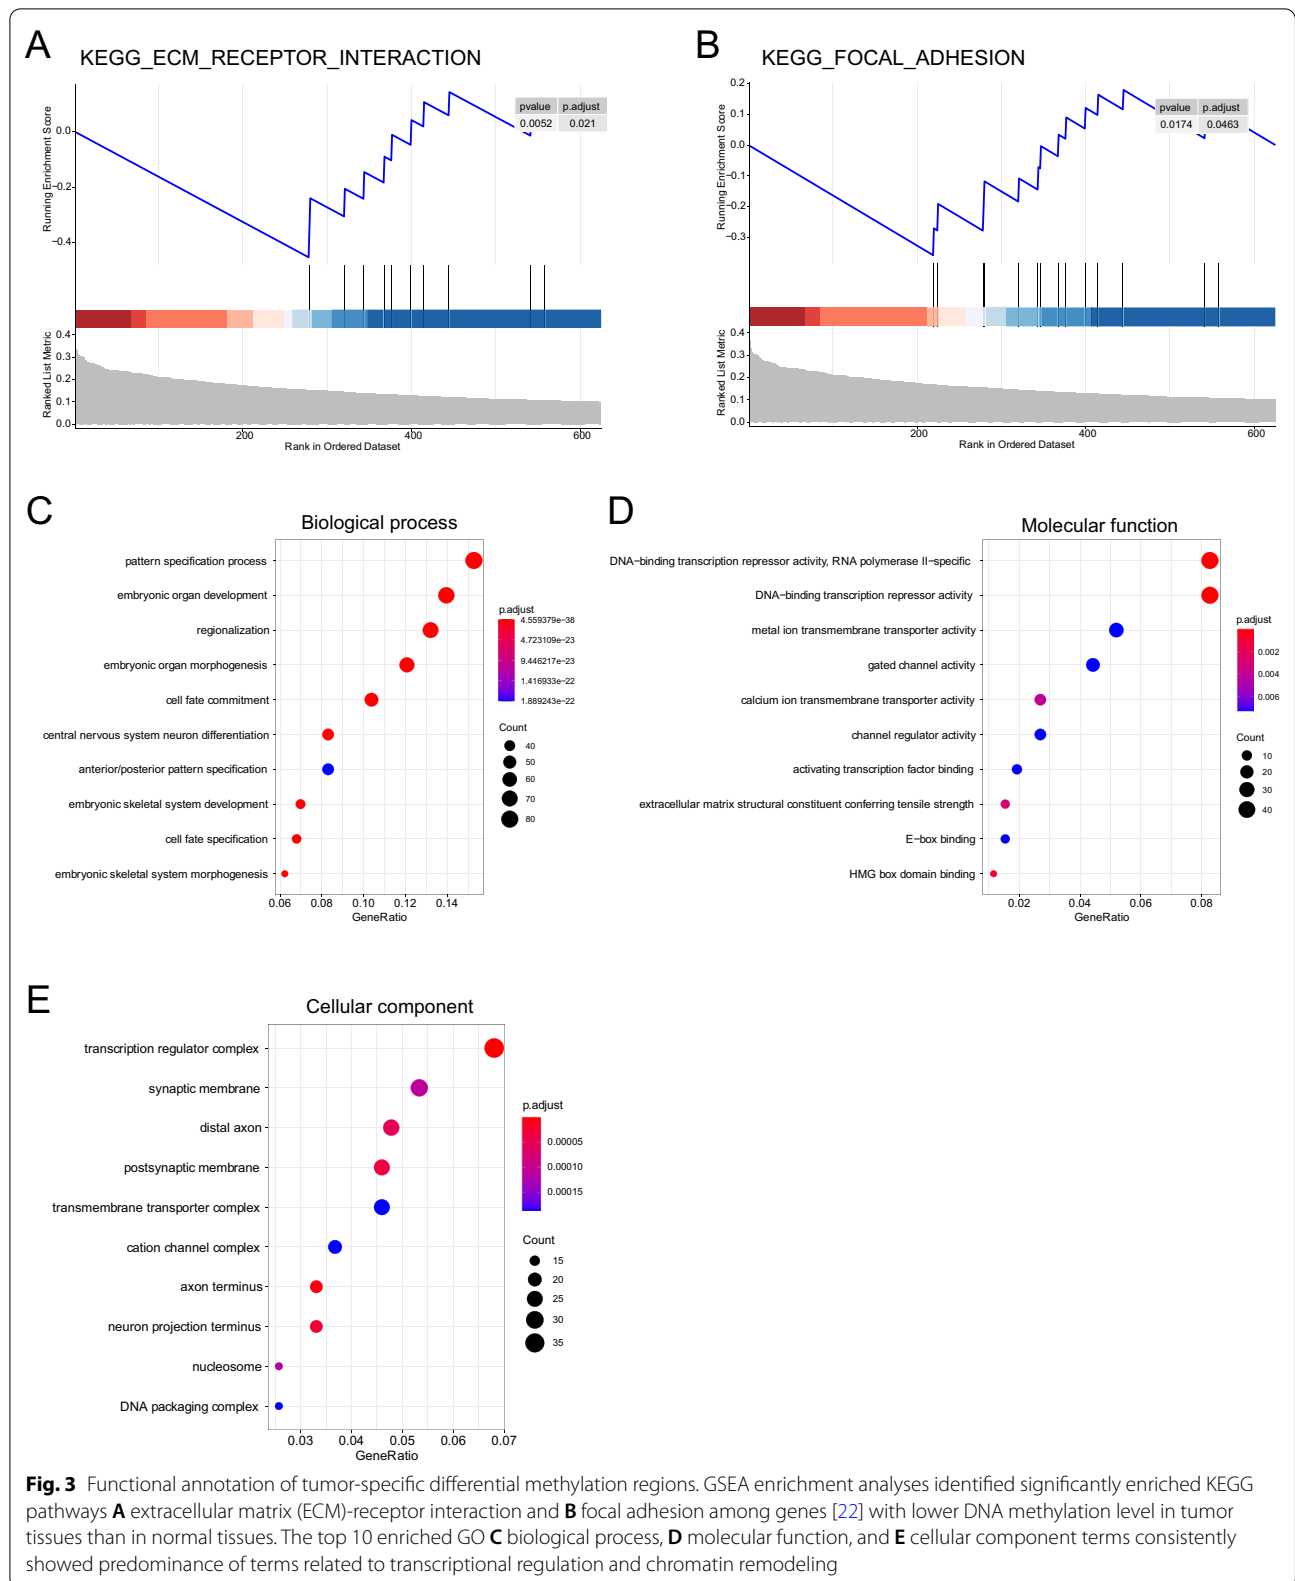 A
KEGG_ECM_RECEPTOR_INTERACTION
Running Enrichment Score
0.0
−0.2
−0.4
pvalue p.adjust
0.0052 0.021
Ranked List Metric
0.4
0.3
0.2
0.1
0.0
200 400 600
Rank in Ordered Dataset
B
KEGG_FOCAL_ADHESION
Running Enrichment Score
0.2
0.1
0.0
−0.1
−0.2
−0.3
pvalue p.adjust
0.0174 0.0463
Ranked List Metric
0.4
0.3
0.2
0.1
0.0
200 400 600
Rank in Ordered Dataset
C
Biological process
pattern specification process
embryonic organ development
regionalization
embryonic organ morphogenesis
cell fate commitment
central nervous system neuron differentiation
anterior/posterior pattern specification
embryonic skeletal system development
cell fate specification
embryonic skeletal system morphogenesis
0.06 0.08 0.10 0.12 0.14
GeneRatio
p.adjust
4.559379e-38
4.723109e-23
9.446217e-23
1.416933e-22
1.889243e-22
Count
40
50
60
70
80
D
Molecular function
DNA−binding transcription repressor activity, RNA polymerase II−specific
DNA−binding transcription repressor activity
metal ion transmembrane transporter activity
gated channel activity
calcium ion transmembrane transporter activity
channel regulator activity
activating transcription factor binding
extracellular matrix structural constituent conferring tensile strength
E−box binding
HMG box domain binding
0.02 0.04 0.06 0.08
GeneRatio
p.adjust
0.002
0.004
0.006
Count
10
20
30
40
E
Cellular component
transcription regulator complex
synaptic membrane
distal axon
postsynaptic membrane
transmembrane transporter complex
cation channel complex
axon terminus
neuron projection terminus
nucleosome
DNA packaging complex
0.03 0.04 0.05 0.06 0.07
GeneRatio
p.adjust
0.00005
0.00010
0.00015
Count
15
20
25
30
35
Fig. 3 Functional annotation of tumor-specific differential methylation regions. GSEA enrichment analyses identified significantly enriched KEGG
pathways A extracellular matrix (ECM)-receptor interaction and B focal adhesion among genes [22] with lower DNA methylation level in tumor
tissues than in normal tissues. The top 10 enriched GO C biological process, D molecular function, and E cellular component terms consistently
showed predominance of terms related to transcriptional regulation and chromatin remodeling